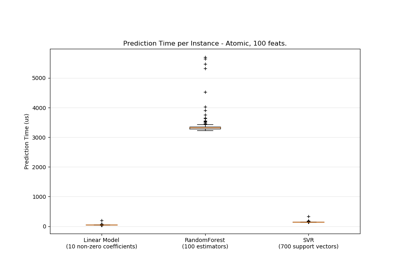 Prediction Time per Instance - Atomic, 100 feats.
5000
4000
3000
2000
1000
0
Prediction Time (us)
Linear Model
(10 non-zero coefficients)
RandomForest
(100 estimators)
SVR
(700 support vectors)